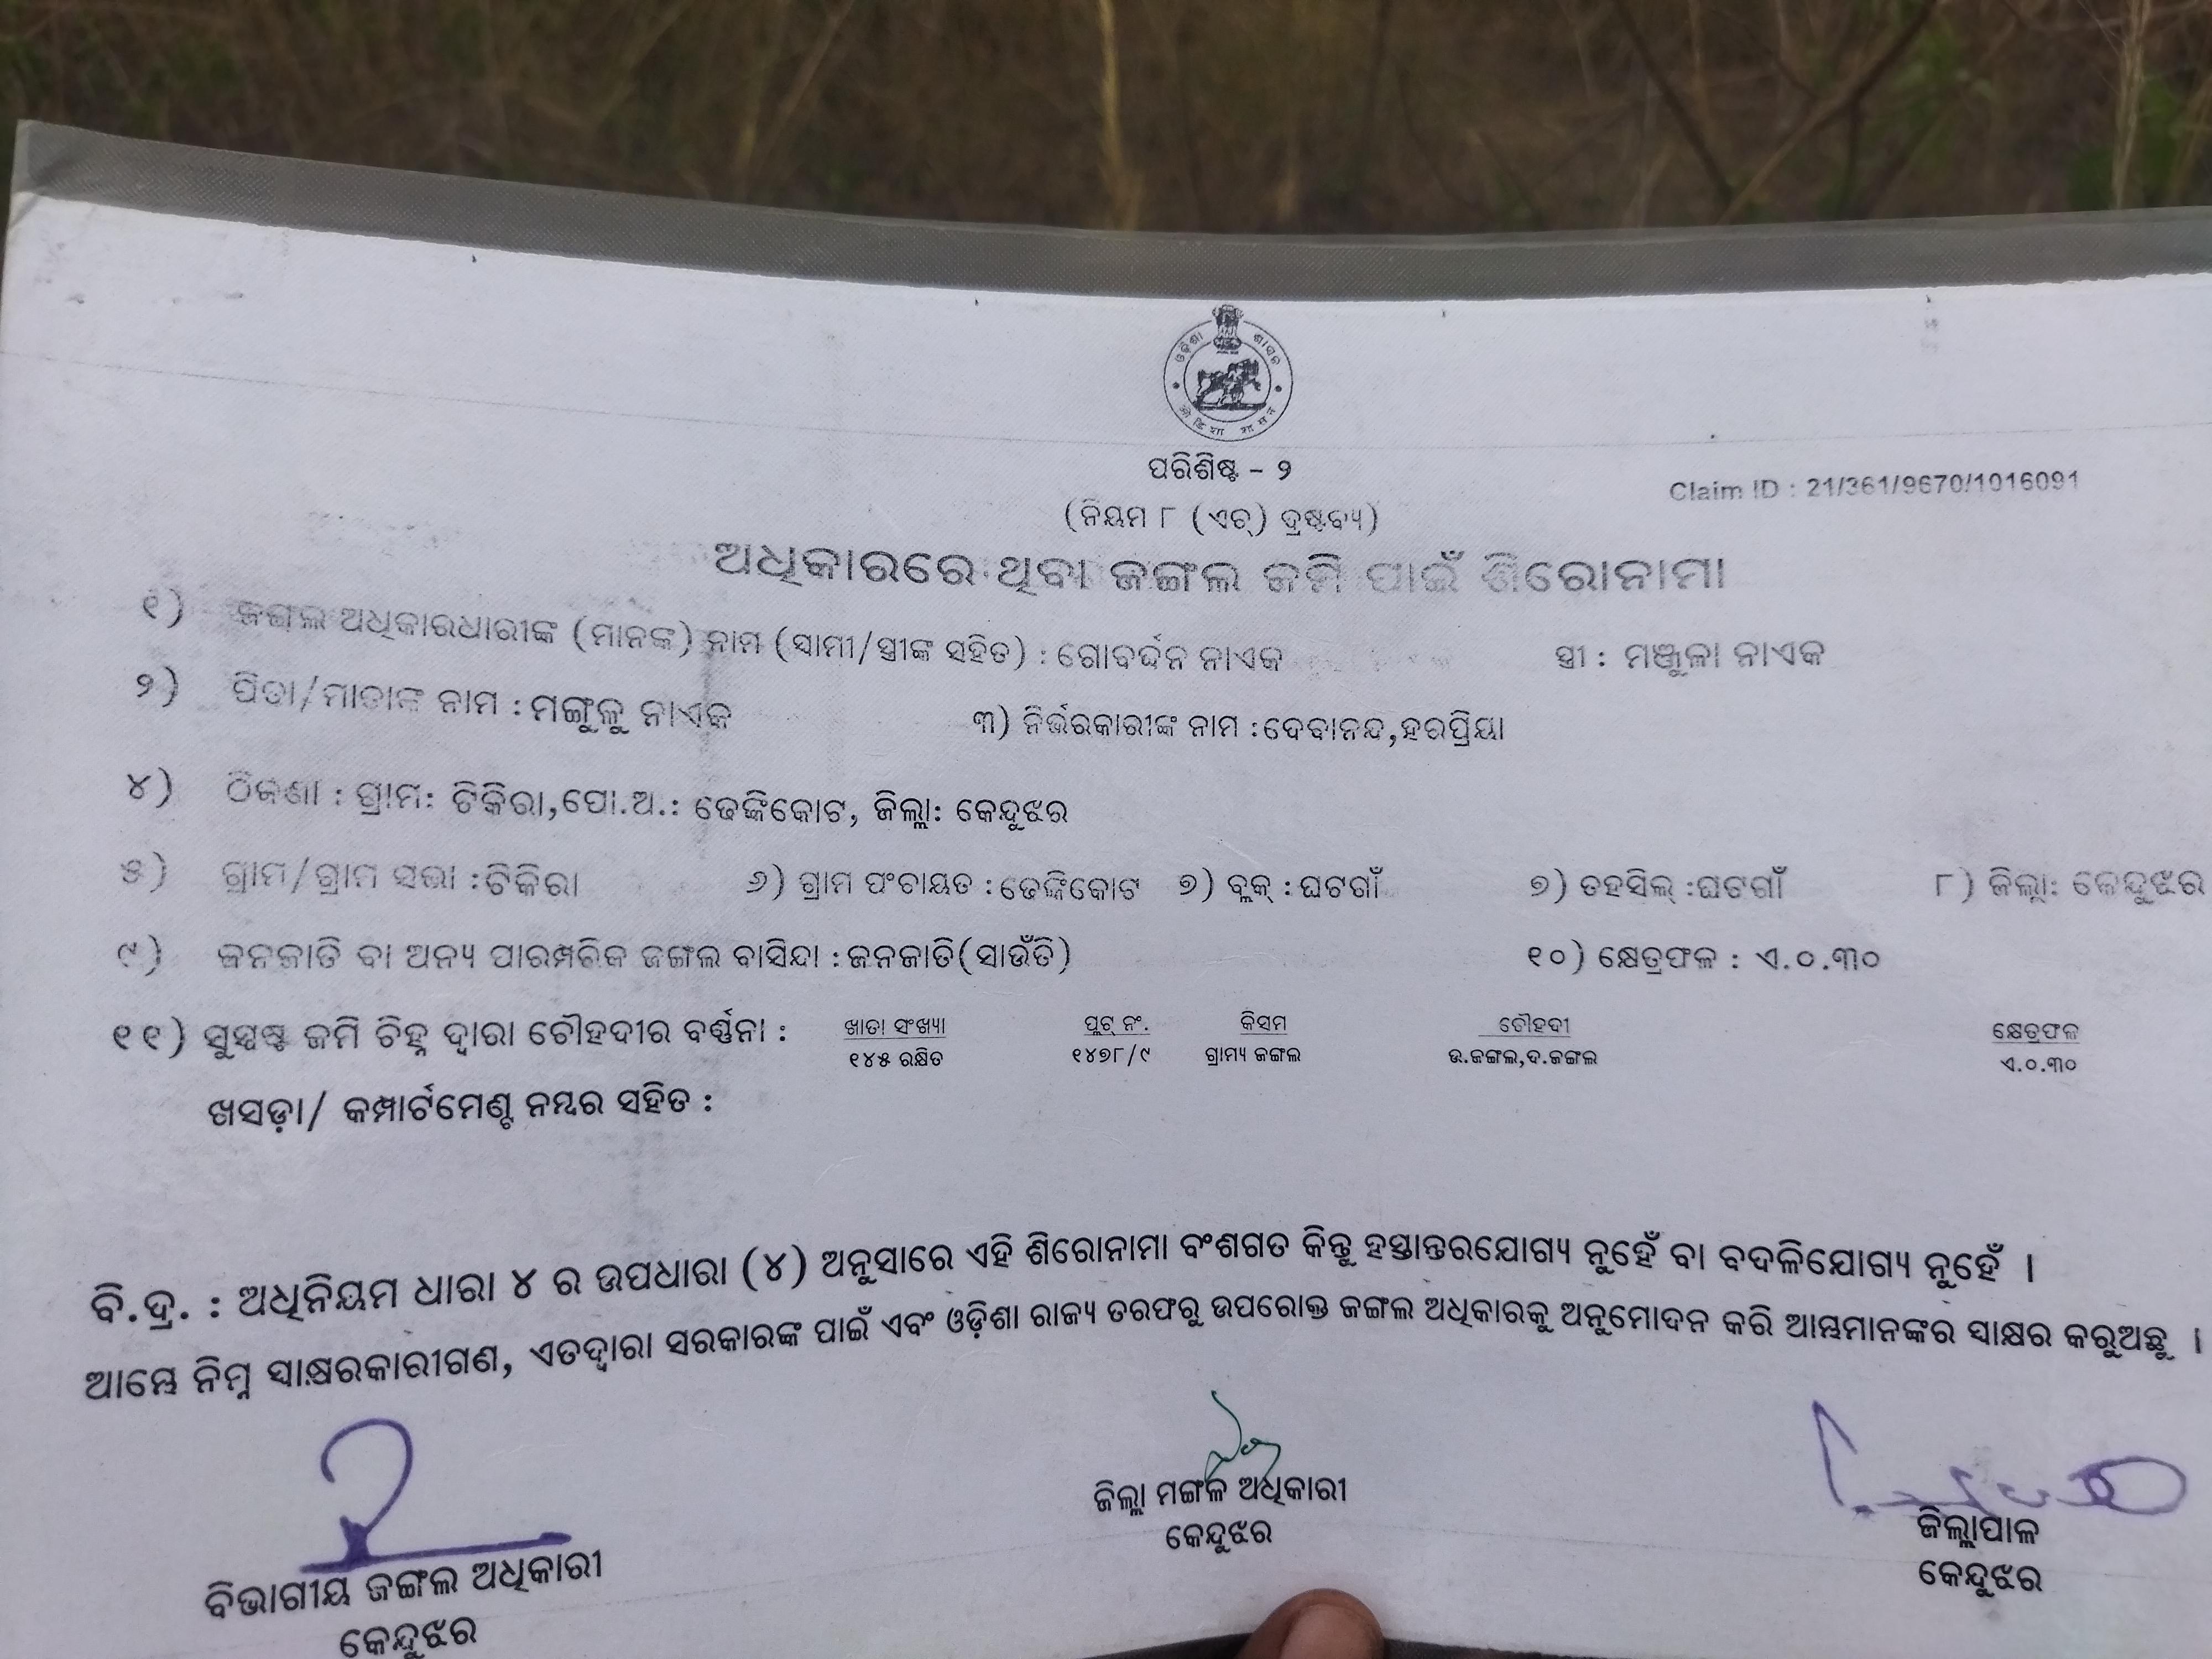 ଓଡ଼ିଶା ଶାସନ
ओडिशा शासन
ପରିଶିଷ୍ଟ - ୨
Claim ID : 21/361/9670/1016091
(ନିୟମ ୮ (ଏଚ୍) ଦ୍ରଷ୍ଟବ୍ୟ)
ଅଧିକାରରେ ଥିବା ଜଙ୍ଗଲ ଜମି ପାଇଁ ଶିରୋନାମା
୧) ଜଙ୍ଗଲ ଅଧିକାରଧାରୀଙ୍କ (ମାନଙ୍କ) ନାମ (ସାମୀ/ସ୍ତ୍ରୀଙ୍କ ସହିତ) : ଗୋବର୍ଦ୍ଧନ ନାଏକ ସ୍ତ୍ରୀ : ମଞ୍ଜୁଳା ନାଏକ
୨) ପିତା/ମାତାଙ୍କ ନାମ : ମଙ୍ଗୁଳୁ ନାଏକ ୩) ନିର୍ଭରକାରୀଙ୍କ ନାମ : ଦେବାନନ୍ଦ,ହରପ୍ରିୟା
୪) ଠିକଣା : ଗ୍ରାମ: ଟିକିରା,ପୋ.ଅ.: ଢେଙ୍କିକୋଟ, ଜିଲ୍ଲା: କେନ୍ଦୁଝର
୫) ଗ୍ରାମ/ଗ୍ରାମ ସଭା : ଟିକିରା ୬) ଗ୍ରାମ ପଂଚାୟତ : ଢେଙ୍କିକୋଟ ୭) ବ୍ଲକ୍ : ଘଟଗାଁ ୭) ତହସିଲ୍ :ଘଟଗାଁ ୮) ଜିଲ୍ଲା: କେନ୍ଦୁଝର
୯) ଜନଜାତି ବା ଅନ୍ୟ ପାରମ୍ପରିକ ଜଙ୍ଗଲ ବାସିନ୍ଦା : ଜନଜାତି(ସାଉଁତି) ୧୦) କ୍ଷେତ୍ରଫଳ : ଏ.୦.୩୦
୧୧) ସୁସ୍ପଷ୍ଟ ଜମି ଚିହ୍ନ ଦ୍ୱାରା ଚୌହଦୀର ବର୍ଣ୍ଣନା : ଖାତା ସଂଖ୍ୟା ପ୍ଲଟ୍ ନଂ. କିସମ ଚୌହଦୀ କ୍ଷେତ୍ରଫଳ
୧୪୫ ରକ୍ଷିତ ୧୪୭୮/୯ ଗ୍ରାମ୍ୟ ଜଙ୍ଗଲ ଉ.ଜଙ୍ଗଲ,ଦ.ଜଙ୍ଗଲ ଏ.୦.୩୦
ଖସଡ଼ା/ କମ୍ପାର୍ଟମେଣ୍ଟ ନମ୍ବର ସହିତ :
ବି.ଦ୍ର. : ଅଧିନିୟମ ଧାରା ୪ ର ଉପଧାରା (୪) ଅନୁସାରେ ଏହି ଶିରୋନାମା ବଂଶଗତ କିନ୍ତୁ ହସ୍ତାନ୍ତରଯୋଗ୍ୟ ନୁହେଁ ବା ବଦଳିଯୋଗ୍ୟ ନୁହେଁ ।
ଆମ୍ଭେ ନିମ୍ନ ସ୍ୱାକ୍ଷରକାରୀଗଣ, ଏତଦ୍ୱାରା ସରକାରଙ୍କ ପାଇଁ ଏବଂ ଓଡ଼ିଶା ରାଜ୍ୟ ତରଫରୁ ଉପରୋକ୍ତ ଜଙ୍ଗଲ ଅଧିକାରକୁ ଅନୁମୋଦନ କରି ଆମ୍ଭମାନଙ୍କର ସ୍ୱାକ୍ଷର କରୁଅଛୁ ।
ବିଭାଗୀୟ ଜଙ୍ଗଲ ଅଧିକାରୀ
କେନ୍ଦୁଝର
ଜିଲ୍ଲା ମଙ୍ଗଳ ଅଧିକାରୀ
କେନ୍ଦୁଝର
ଜିଲ୍ଲାପାଳ
କେନ୍ଦୁଝର